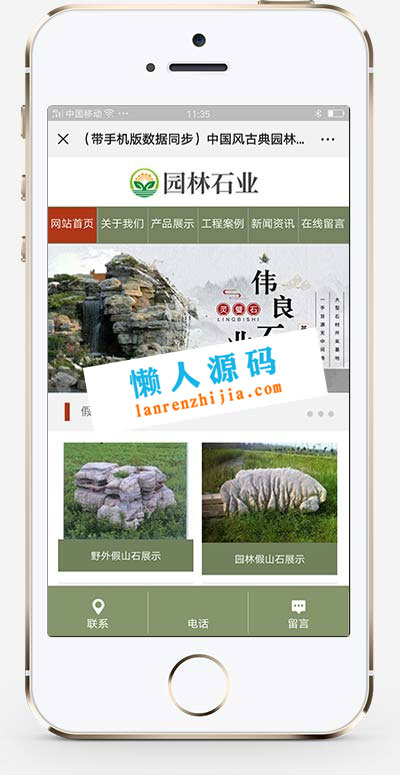 中国移动 ··· 11:35
× （带手机版数据同步）中国风古典园林... ···
园林石业
网站首页 关于我们 产品展示 工程案例 新闻资讯 在线留言
伟良石业
灵璧石
LINGBISHI
懒人源码
lanrenzhijia.com
假
野外假山石展示 园林假山石展示
联系 电话 留言